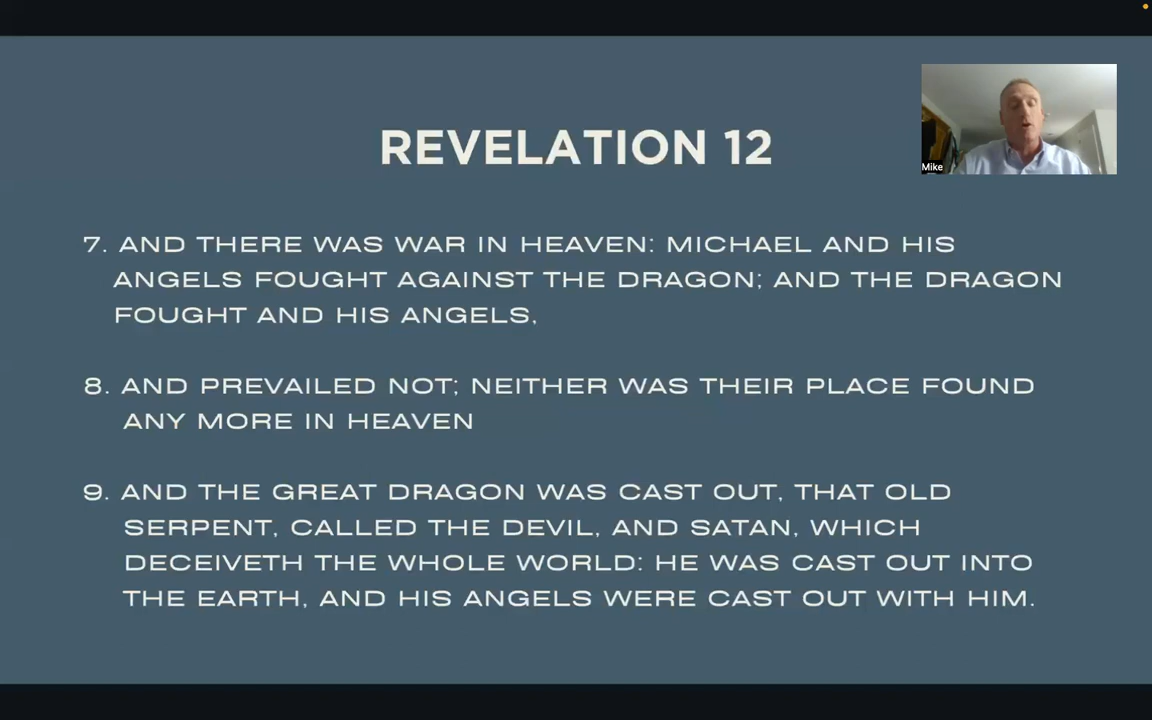 REVELATION 12
Mike
7. AND THERE WAS WAR IN HEAVEN: MICHAEL AND HIS
ANGELS FOUGHT AGAINST THE DRAGON; AND THE DRAGON
FOUGHT AND HIS ANGELS,
8. AND PREVAILED NOT; NEITHER WAS THEIR PLACE FOUND
ANY MORE IN HEAVEN
9. AND THE GREAT DRAGON WAS CAST OUT, THAT OLD
SERPENT, CALLED THE DEVIL, AND SATAN, WHICH
DECEIVETH THE WHOLE WORLD: HE WAS CAST OUT INTO
THE EARTH, AND HIS ANGELS WERE CAST OUT WITH HIM.